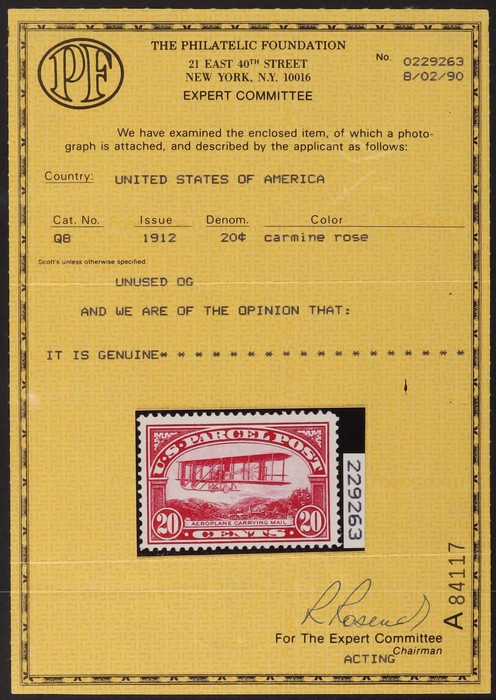 PF
THE PHILATELIC FOUNDATION
21 EAST 40TH STREET
NEW YORK, N.Y. 10016
EXPERT COMMITTEE
No. 0229263
8/02/90
We have examined the enclosed item, of which a photo-
graph is attached, and described by the applicant as follows:
Country: UNITED STATES OF AMERICA
Cat. No. Issue Denom. Color
Q8 1912 20¢ carmine rose
Scott's unless otherwise specified.
UNUSED OG
AND WE ARE OF THE OPINION THAT:
IT IS GENUINE* * * * * * * * * * * * * * * * * *
U.S. PARCEL POST
AEROPLANE CARRYING MAIL
20 CENTS 20
229263
A 84117
For The Expert Committee
Chairman
ACTING